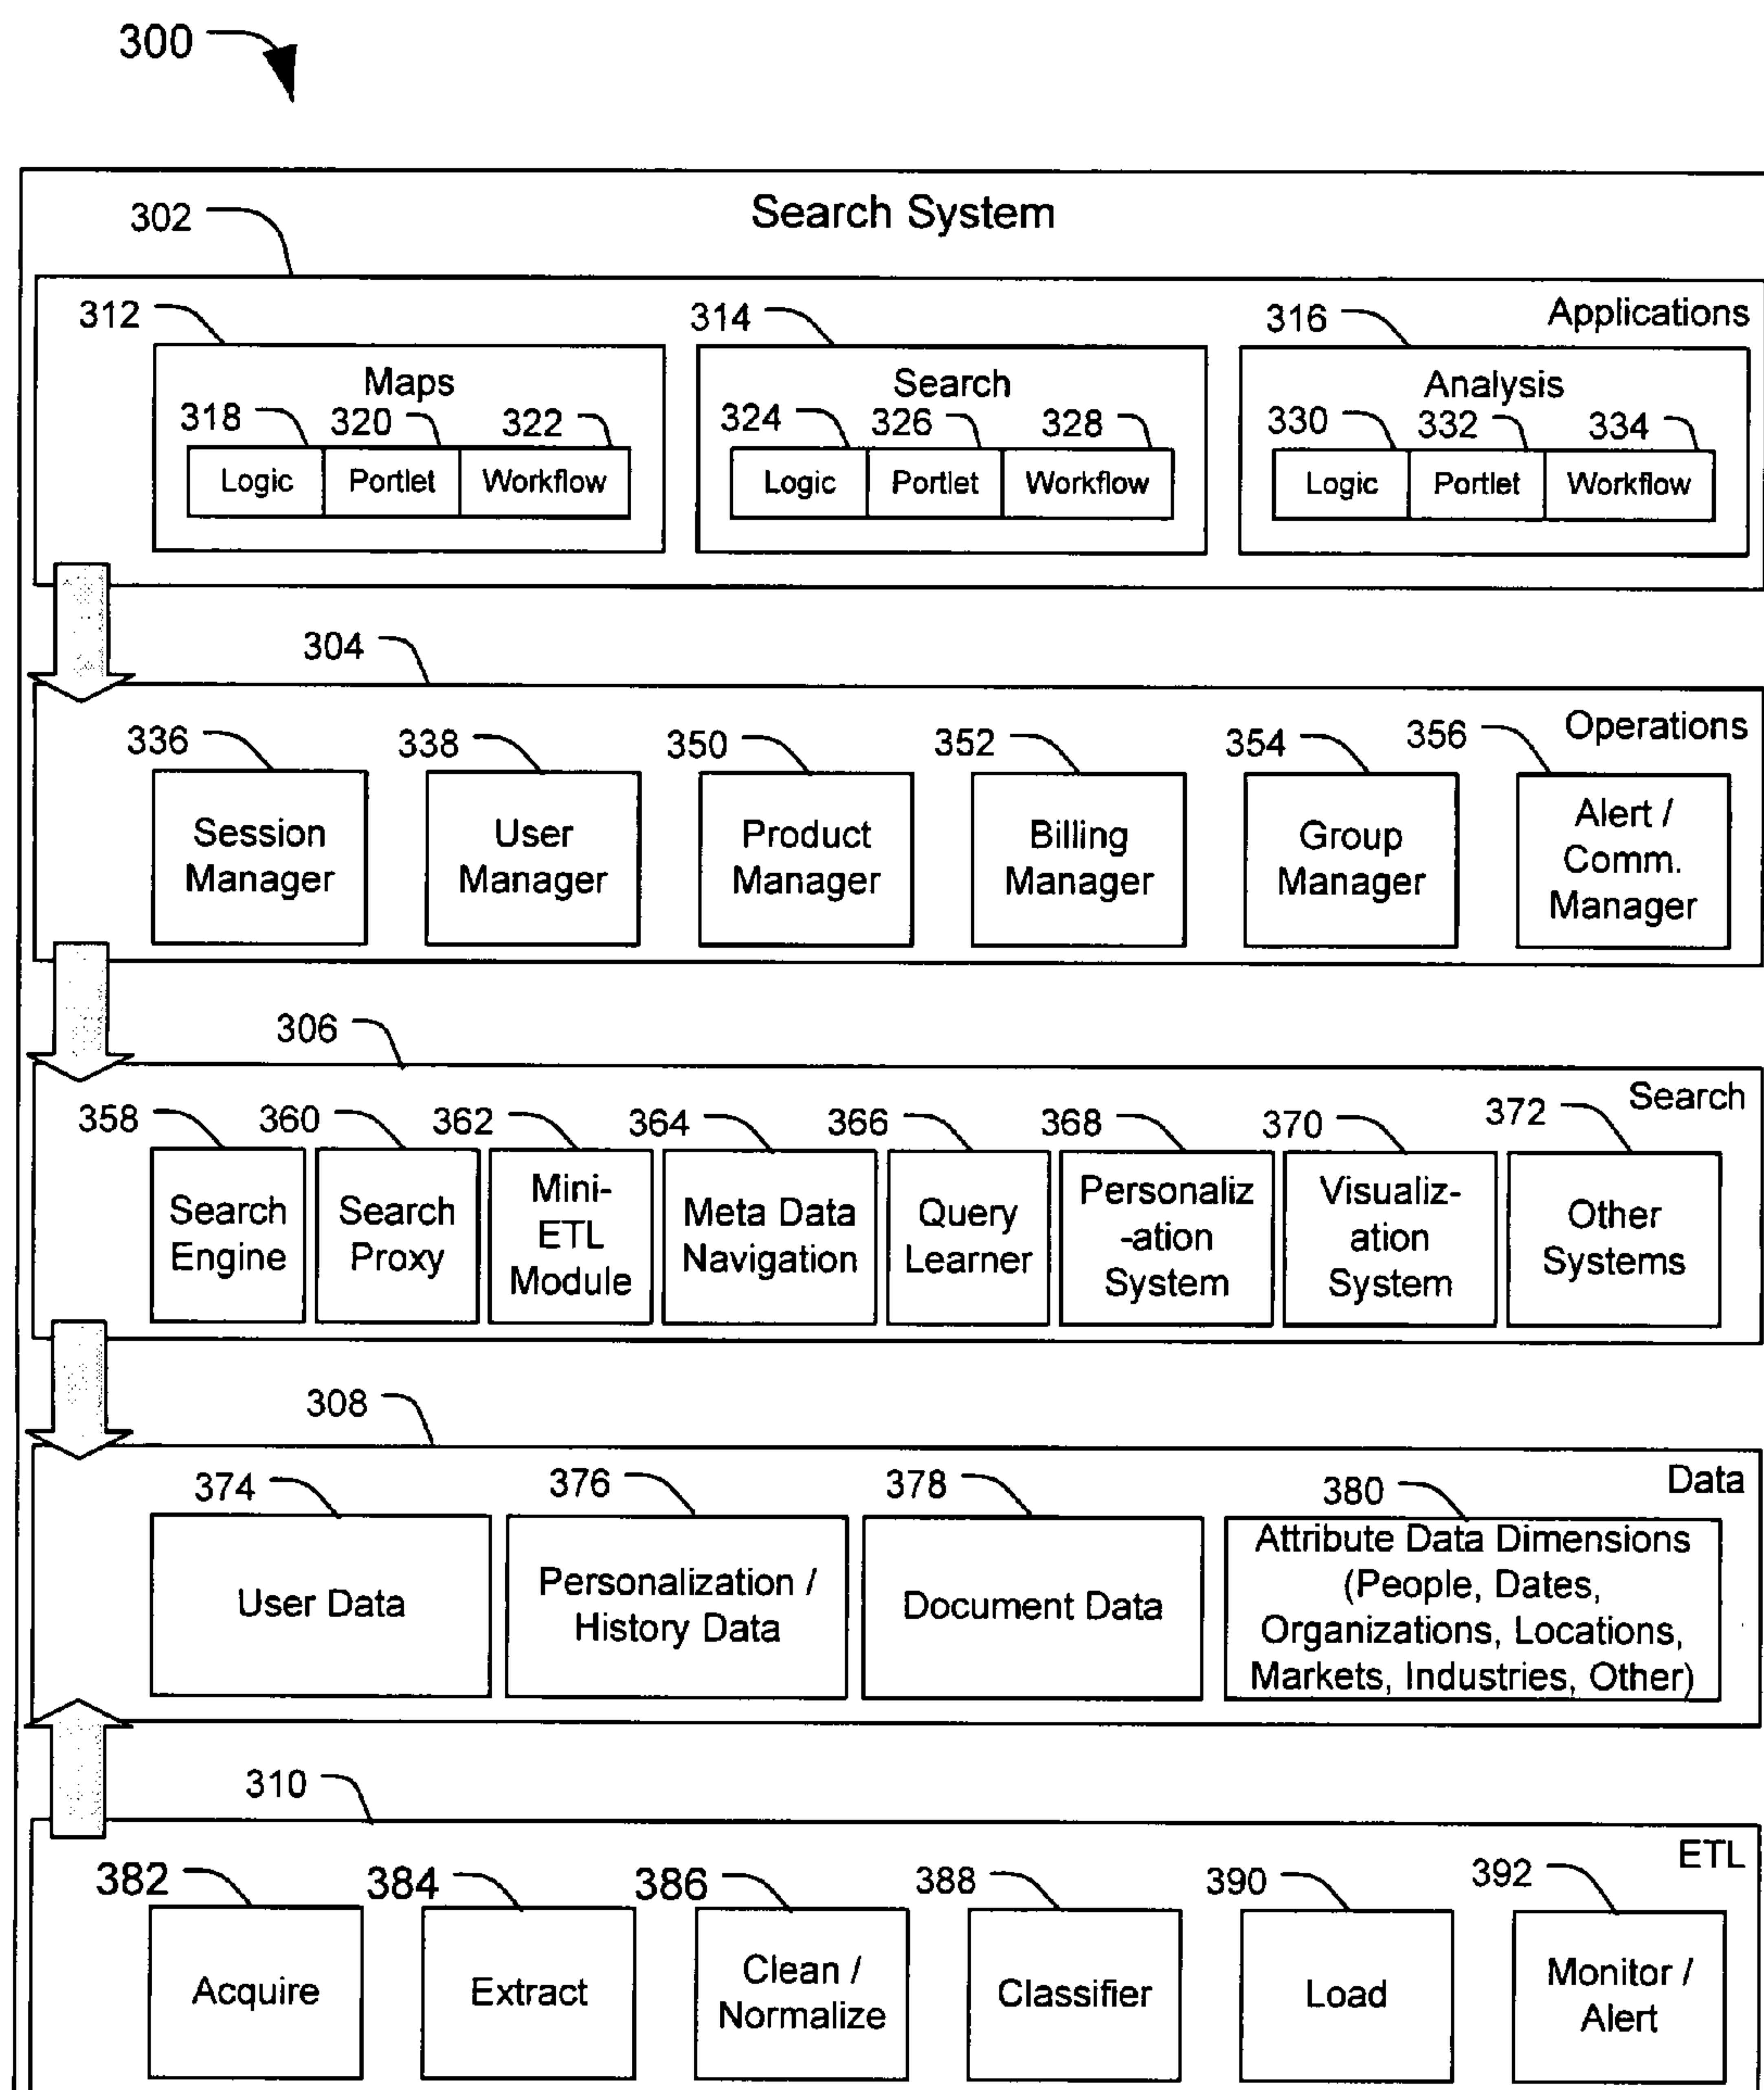 300
Search System
302
Applications
312
314
316
Maps
Search
Analysis
318 320 322
324 326 328
330 332 334
Logic Portlet Workflow
Logic Portlet Workflow
Logic Portlet Workflow
304
Operations
336
338
350
352
354
356
Session
Manager
User
Manager
Product
Manager
Billing
Manager
Group
Manager
Alert /
Comm.
Manager
306
Search
358
360
362
364
366
368
370
372
Search
Engine
Search
Proxy
Mini-
ETL
Module
Meta Data
Navigation
Query
Learner
Personaliz
-ation
System
Visualiz-
ation
System
Other
Systems
308
Data
374
376
378
380
User Data
Personalization /
History Data
Document Data
Attribute Data Dimensions
(People, Dates,
Organizations, Locations,
Markets, Industries, Other)
310
ETL
382
384
386
388
390
392
Acquire
Extract
Clean /
Normalize
Classifier
Load
Monitor /
Alert